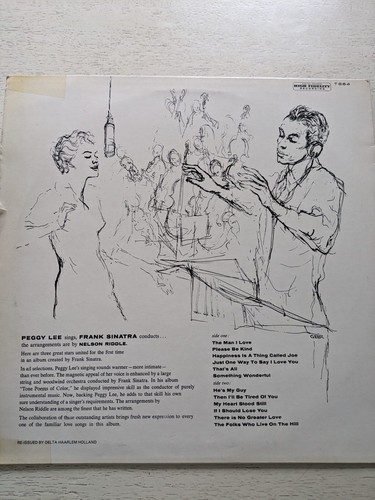 HIGH FIDELITY
RECORDING
T 864
PEGGY LEE sings, FRANK SINATRA conducts...
the arrangements are by NELSON RIDDLE.
Here are three great stars united for the first time
in an album created by Frank Sinatra.
In all selections, Peggy Lee's singing sounds warmer—more intimate—
than ever before. The magnetic appeal of her voice is enhanced by a large
string and woodwind orchestra conducted by Frank Sinatra. In his album
"Tone Poems of Color," he displayed impressive skill as the conductor of purely
instrumental music. Now, backing Peggy Lee, he adds to that skill his own
sure understanding of a singer's requirements. The arrangements by
Nelson Riddle are among the finest that he has written.
The collaboration of these outstanding artists brings fresh new expression to every
one of the familiar love songs in this album.
RE-ISSUED BY DELTA HAARLEM HOLLAND
side one:
The Man I Love
Please Be Kind
Happiness Is A Thing Called Joe
Just One Way To Say I Love You
That's All
Something Wonderful
side two:
He's My Guy
Then I'll Be Tired Of You
My Heart Stood Still
If I Should Lose You
There is No Greater Love
The Folks Who Live On The Hill